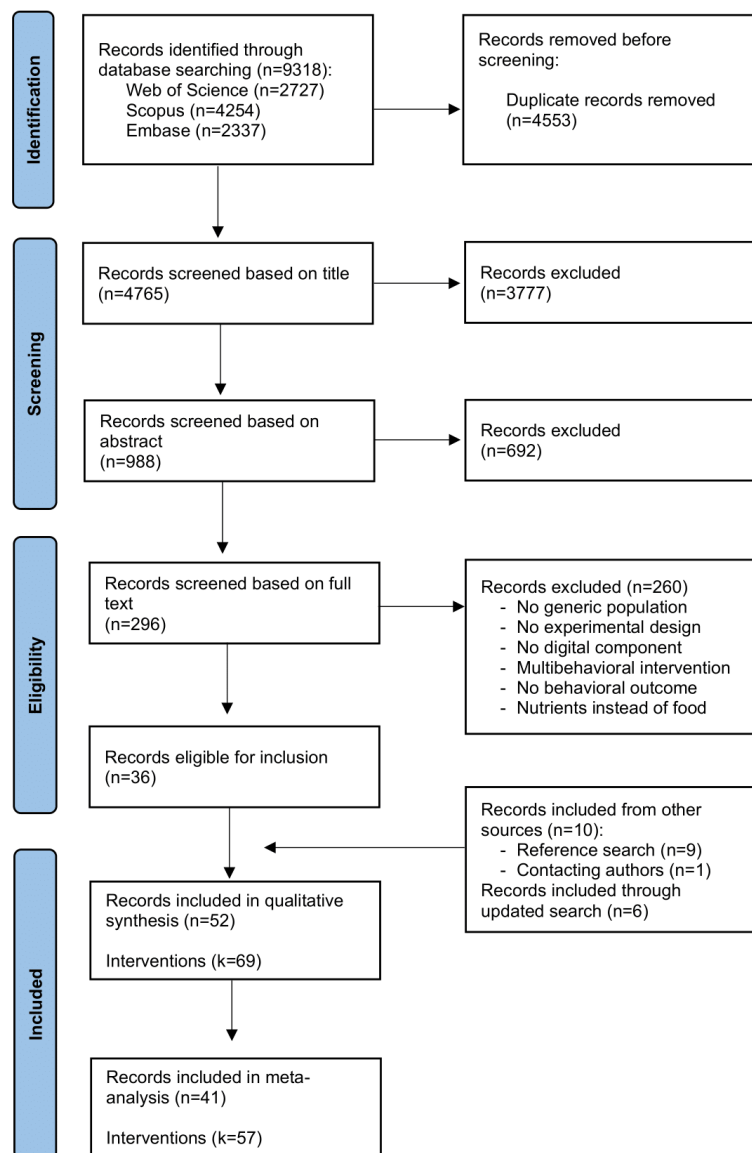 Identification
Records identified through
database searching (n=9318):
Web of Science (n=2727)
Scopus (n=4254)
Embase (n=2337)
Records removed before
screening:
Duplicate records removed
(n=4553)
Screening
Records screened based on title
(n=4765)
Records excluded
(n=3777)
Records screened based on
abstract
(n=988)
Records excluded
(n=692)
Eligibility
Records screened based on full
text
(n=296)
Records excluded (n=260)
- No generic population
- No experimental design
- No digital component
- Multibehavioral intervention
- No behavioral outcome
- Nutrients instead of food
Records eligible for inclusion
(n=36)
Records included from other
sources (n=10):
- Reference search (n=9)
- Contacting authors (n=1)
Records included through
updated search (n=6)
Included
Records included in qualitative
synthesis (n=52)
Interventions (k=69)
Records included in meta-
analysis (n=41)
Interventions (k=57)